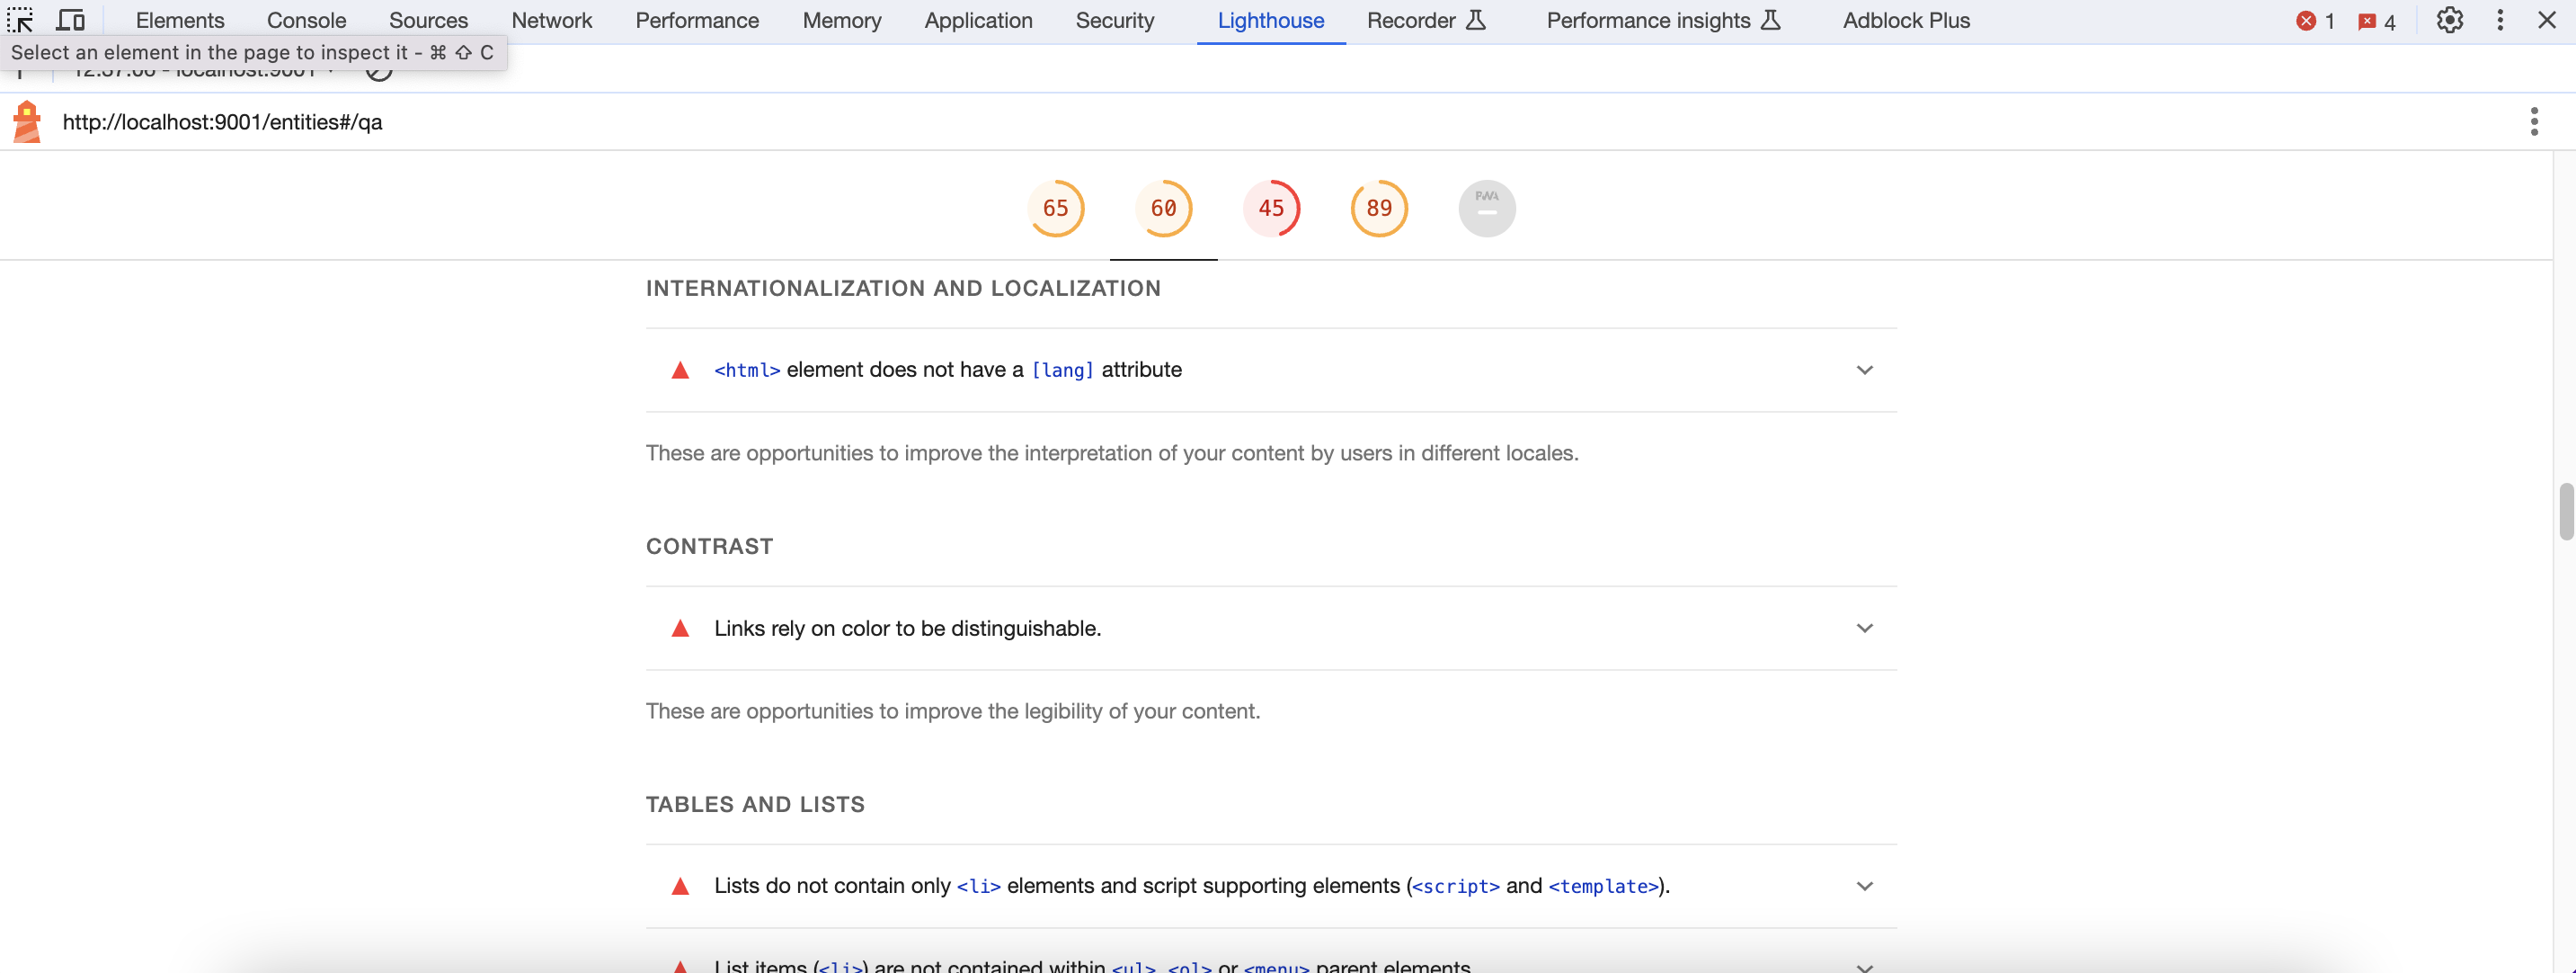 Elements Console Sources Network Performance Memory Application Security Lighthouse Recorder Performance insights Adblock Plus 1 4
Select an element in the page to inspect it - ⌘ ⇧ C
http://localhost:9001/entities#/qa
65 60 45 89 PWA
INTERNATIONALIZATION AND LOCALIZATION
<html> element does not have a [lang] attribute
These are opportunities to improve the interpretation of your content by users in different locales.
CONTRAST
Links rely on color to be distinguishable.
These are opportunities to improve the legibility of your content.
TABLES AND LISTS
Lists do not contain only <li> elements and script supporting elements (<script> and <template>).
List items (<li>) are not contained within <ul>, <ol> or <menu> parent elements